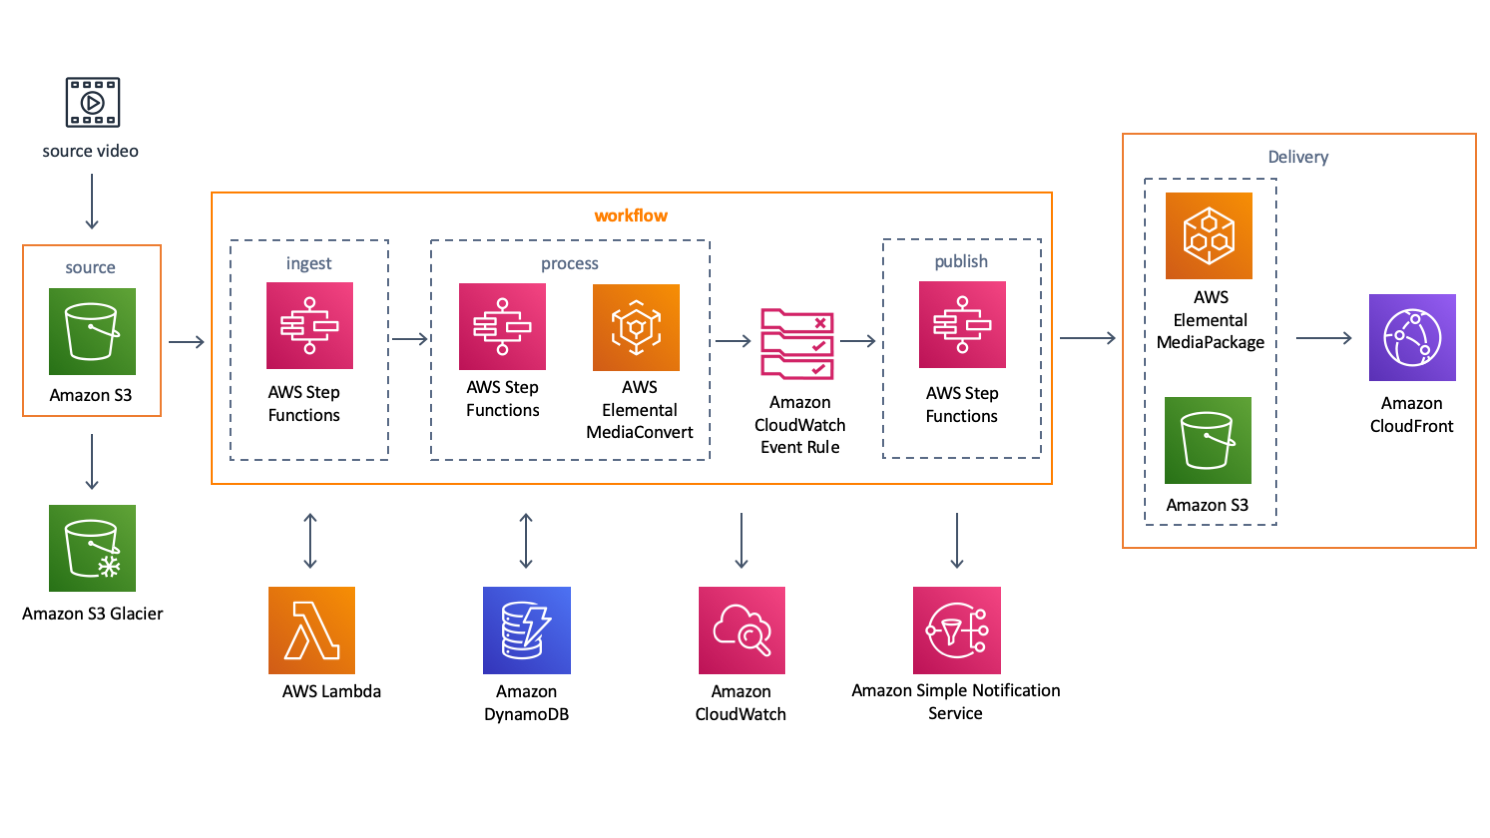 source video
source
Amazon S3
Amazon S3 Glacier
workflow
ingest
AWS Step
Functions
process
AWS Step
Functions
AWS
Elemental
MediaConvert
Amazon
CloudWatch
Event Rule
publish
AWS Step
Functions
AWS Lambda
Amazon
DynamoDB
Amazon
CloudWatch
Amazon Simple Notification
Service
Delivery
AWS
Elemental
MediaPackage
Amazon S3
Amazon
CloudFront